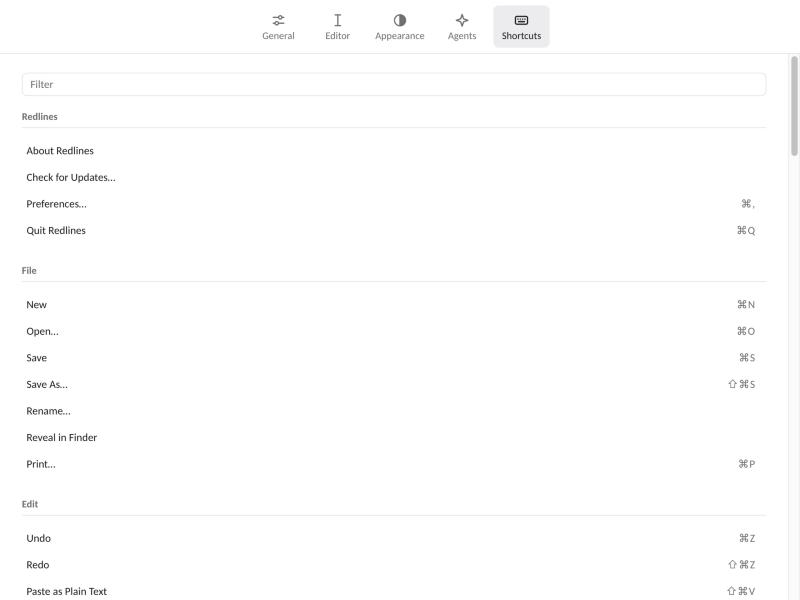 General
Editor
Appearance
Agents
Shortcuts
Filter
Redlines
About Redlines
Check for Updates...
Preferences... ⌘,
Quit Redlines ⌘Q
File
New ⌘N
Open... ⌘O
Save ⌘S
Save As... ⇧⌘S
Rename...
Reveal in Finder
Print... ⌘P
Edit
Undo ⌘Z
Redo ⇧⌘Z
Paste as Plain Text ⇧⌘V